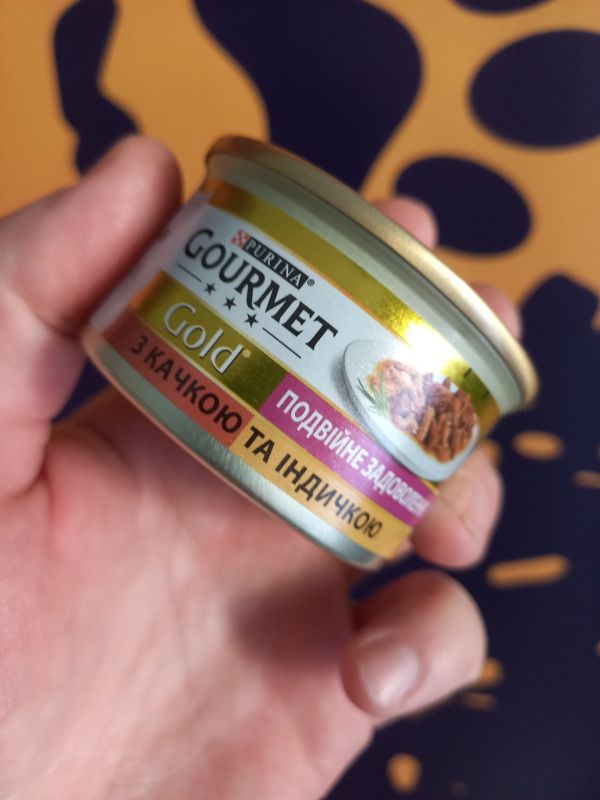 PURINA®
GOURMET
Gold®
ПОДВІЙНЕ ЗАДОВОЛЕННЯ
З КАЧКОЮ ТА ІНДИЧКОЮ